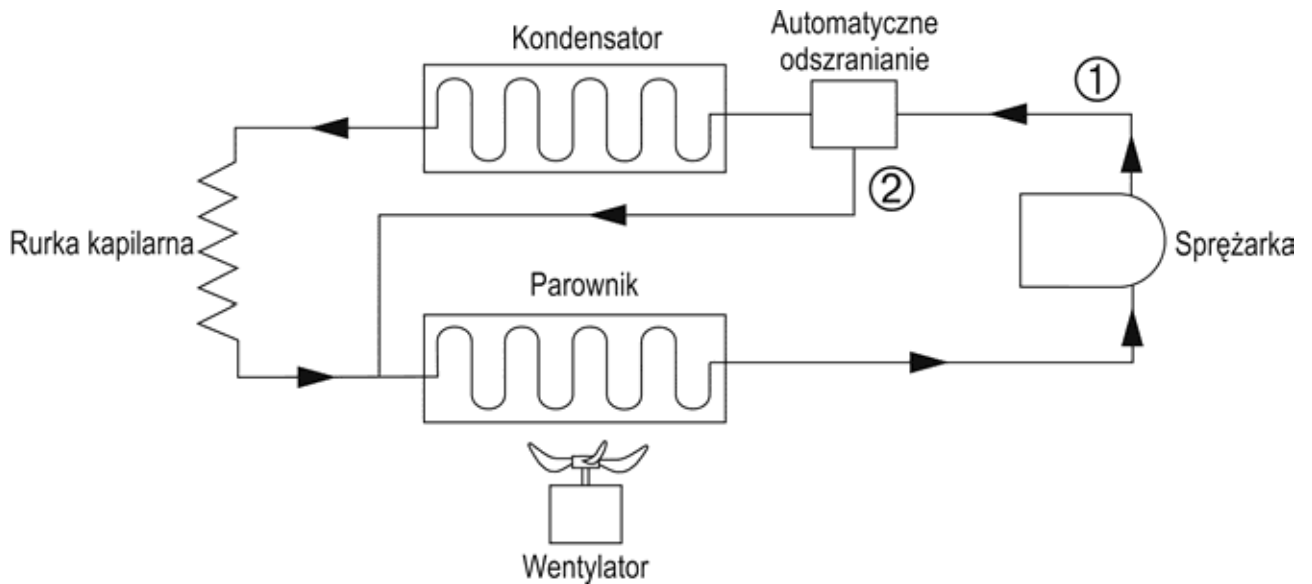 Kondensator
Automatyczne
odszranianie
①
②
Rurka kapilarna
Sprężarka
Parownik
Wentylator